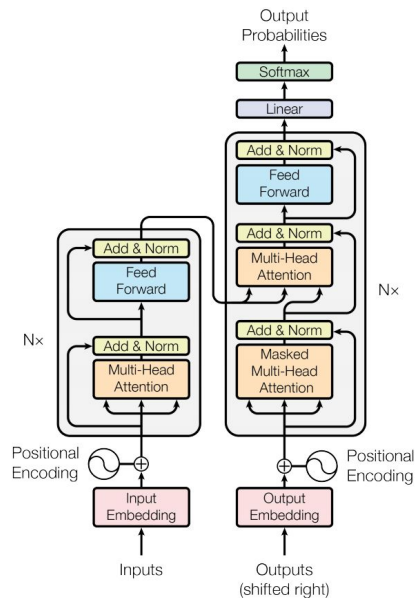 Output
Probabilities
Softmax
Linear
Add & Norm
Feed
Forward
Add & Norm
Multi-Head
Attention
Nx
Add & Norm
Masked
Multi-Head
Attention
Add & Norm
Feed
Forward
Nx
Add & Norm
Multi-Head
Attention
Positional
Encoding
Positional
Encoding
Input
Embedding
Output
Embedding
Inputs
Outputs
(shifted right)